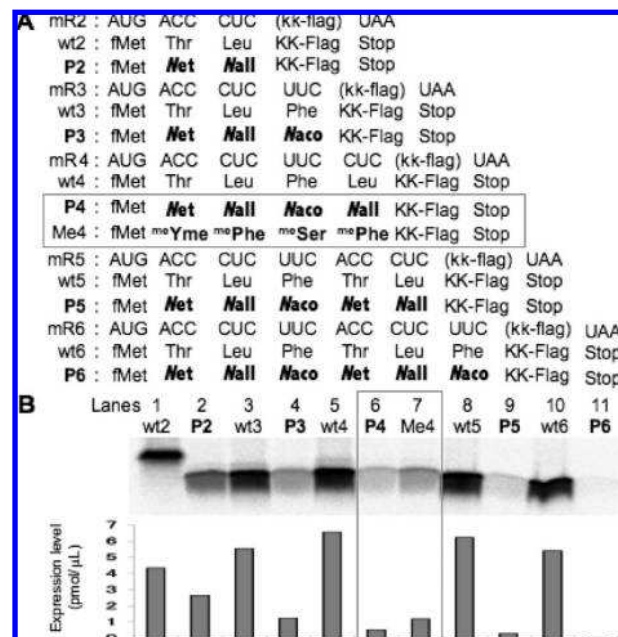 A mR2 : AUG ACC CUC (kk-flag) UAA
wt2 : fMet Thr Leu KK-Flag Stop
P2 : fMet Net Nall KK-Flag Stop
mR3 : AUG ACC CUC UUC (kk-flag) UAA
wt3 : fMet Thr Leu Phe KK-Flag Stop
P3 : fMet Net Nall Naco KK-Flag Stop
mR4 : AUG ACC CUC UUC CUC (kk-flag) UAA
wt4 : fMet Thr Leu Phe Leu KK-Flag Stop
P4 : fMet Net Nall Naco Nall KK-Flag Stop
Me4 : fMet meYme mePhe meSer mePhe KK-Flag Stop
mR5 : AUG ACC CUC UUC ACC CUC (kk-flag) UAA
wt5 : fMet Thr Leu Phe Thr Leu KK-Flag Stop
P5 : fMet Net Nall Naco Net Nall KK-Flag Stop
mR6 : AUG ACC CUC UUC ACC CUC UUC (kk-flag) UAA
wt6 : fMet Thr Leu Phe Thr Leu Phe KK-Flag Stop
P6 : fMet Net Nall Naco Net Nall Naco KK-Flag Stop
B Lanes 1 2 3 4 5 6 7 8 9 10 11
wt2 P2 wt3 P3 wt4 P4 Me4 wt5 P5 wt6 P6
Expression level
(pmol/µL)
7
6
5
4
3
2
1
0